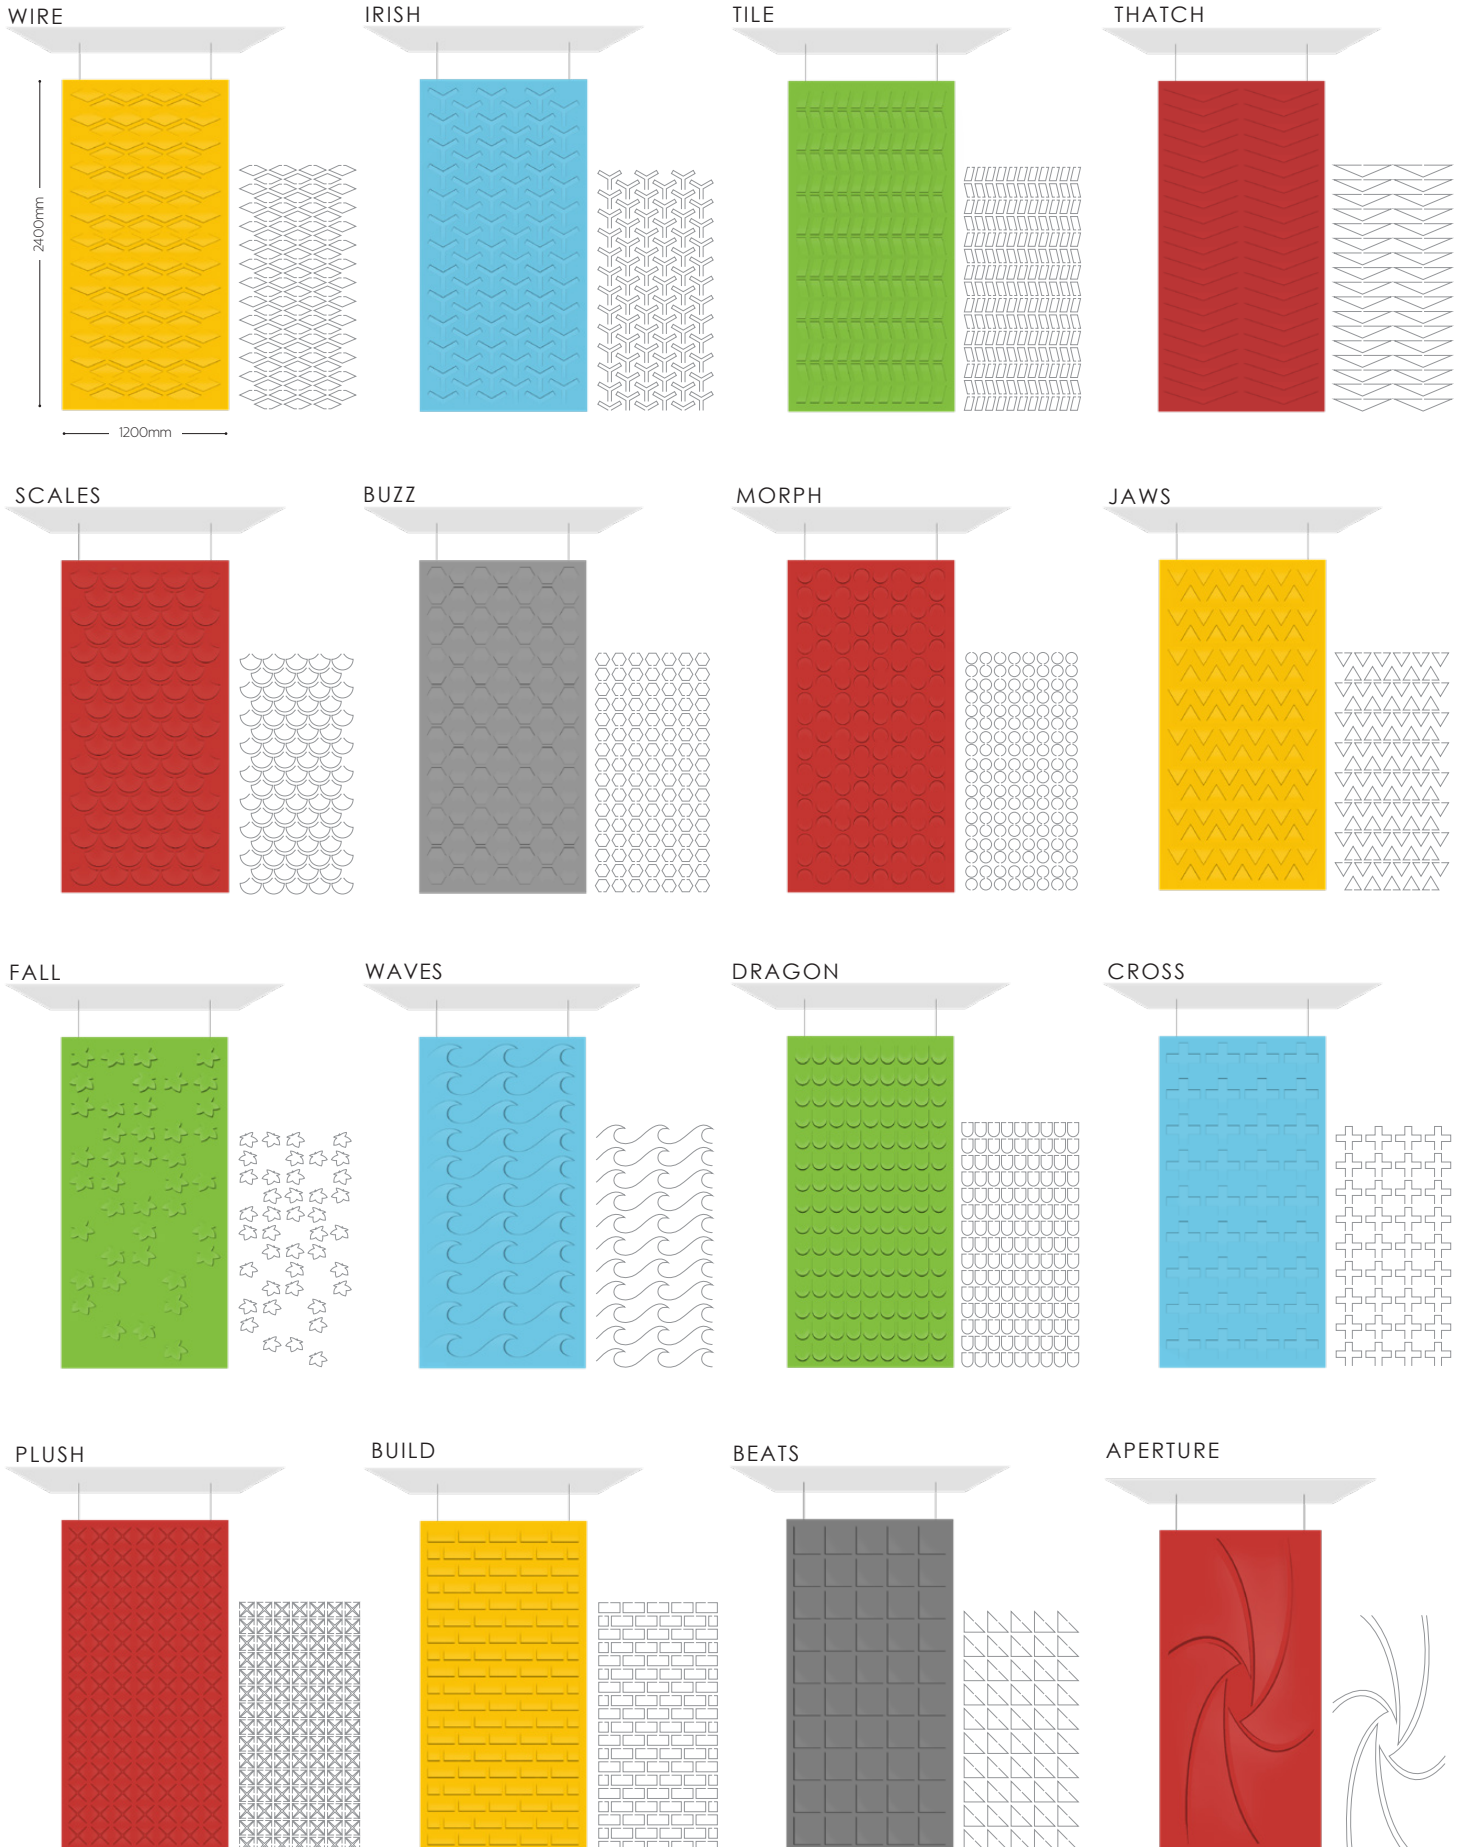 WIRE
IRISH
TILE
THATCH
2400mm
1200mm
SCALES
BUZZ
MORPH
JAWS
FALL
WAVES
DRAGON
CROSS
PLUSH
BUILD
BEATS
APERTURE